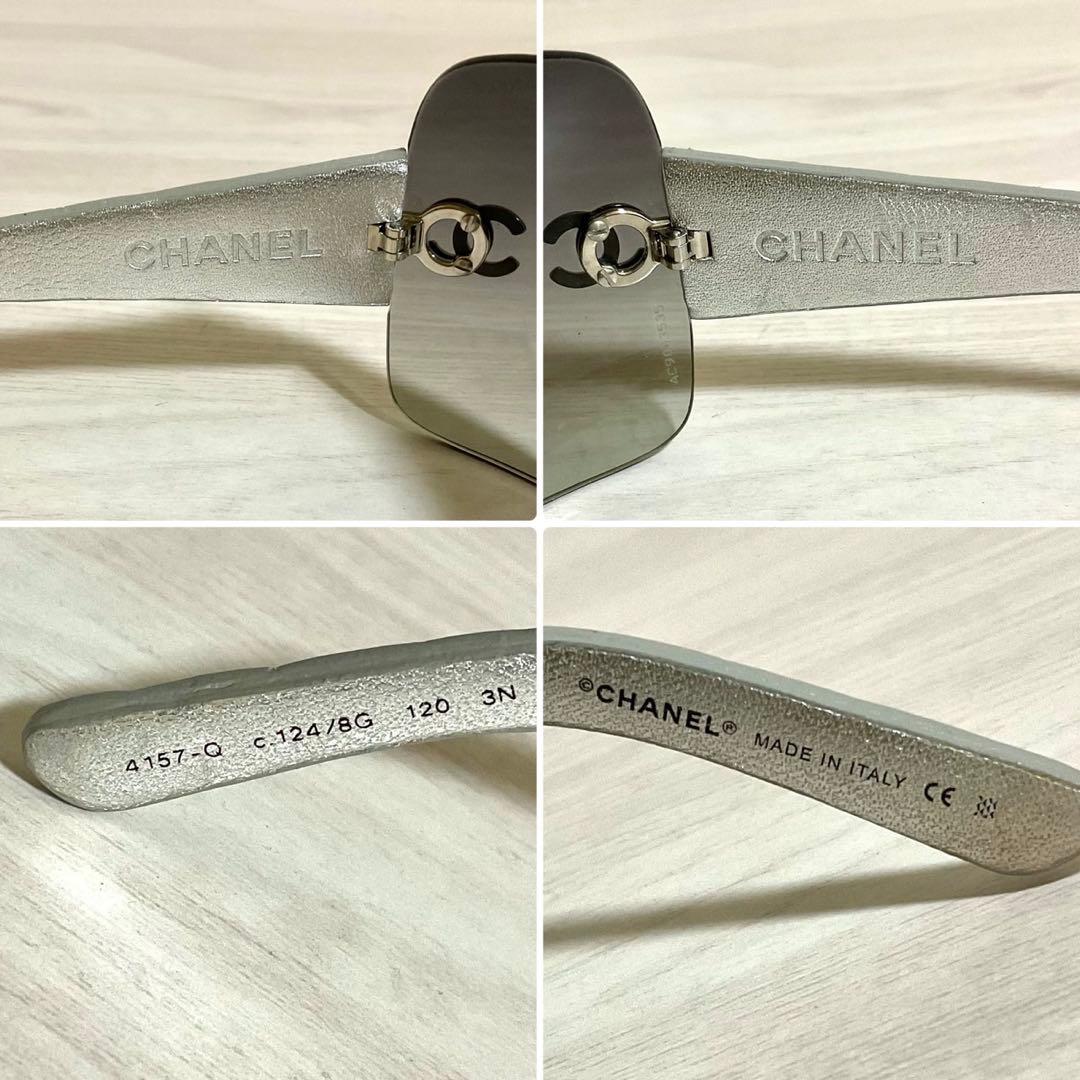 CHANEL
CHANEL
4157-Q c.124/8G 120 3N
©CHANEL® MADE IN ITALY CE